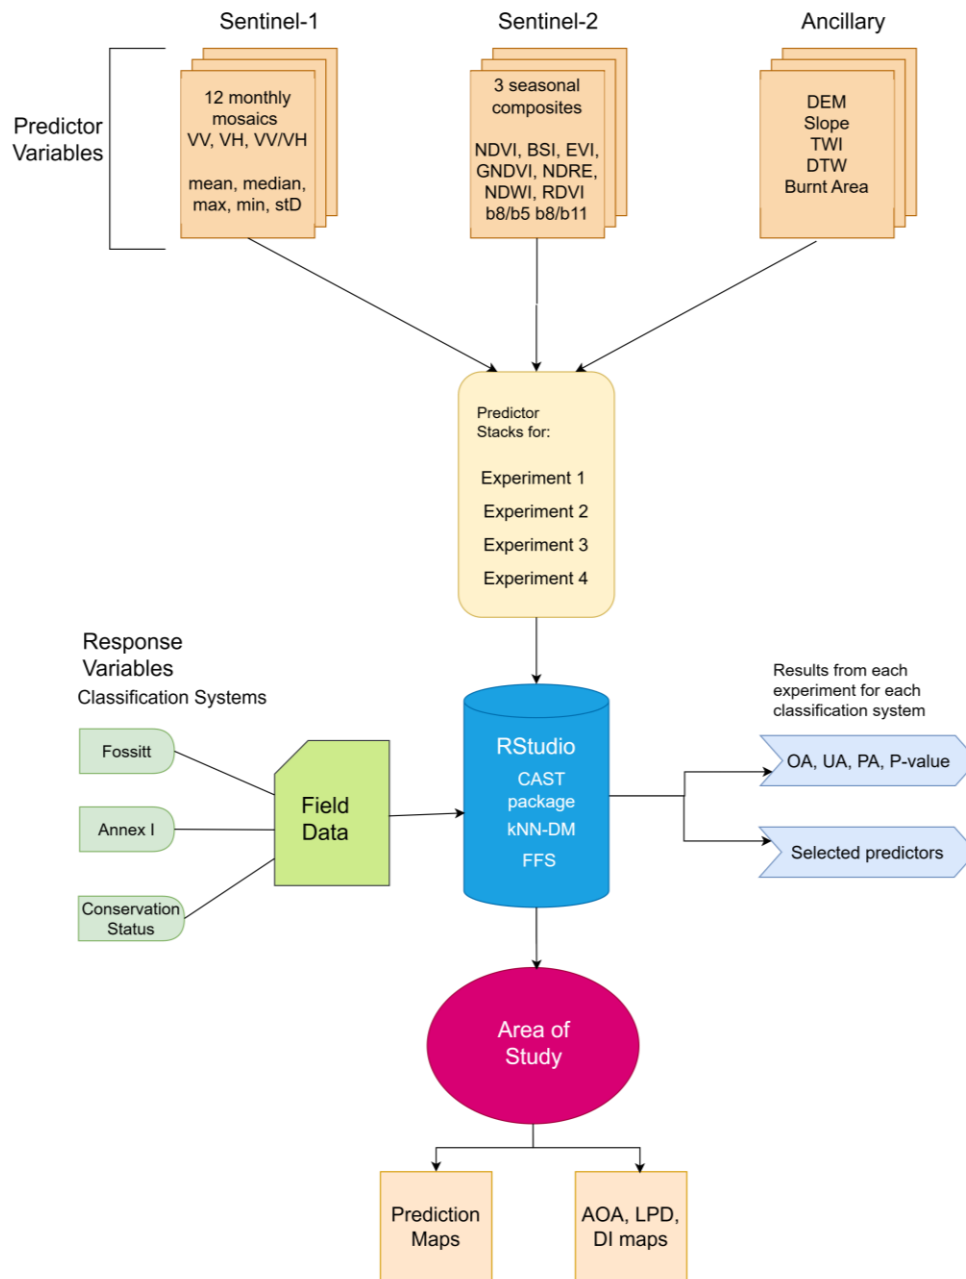 Sentinel-1
Sentinel-2
Ancillary
Predictor
Variables
12 monthly
mosaics
VV, VH, VV/VH
mean, median,
max, min, stD
3 seasonal
composites
NDVI, BSI, EVI,
GNDVI, NDRE,
NDWI, RDVI
b8/b5 b8/b11
DEM
Slope
TWI
DTW
Burnt Area
Predictor
Stacks for:
Experiment 1
Experiment 2
Experiment 3
Experiment 4
Response
Variables
Classification Systems
Fossitt
Annex I
Conservation
Status
Field
Data
RStudio
CAST
package
kNN-DM
FFS
Results from each
experiment for each
classification system
OA, UA, PA, P-value
Selected predictors
Area of
Study
Prediction
Maps
AOA, LPD,
DI maps